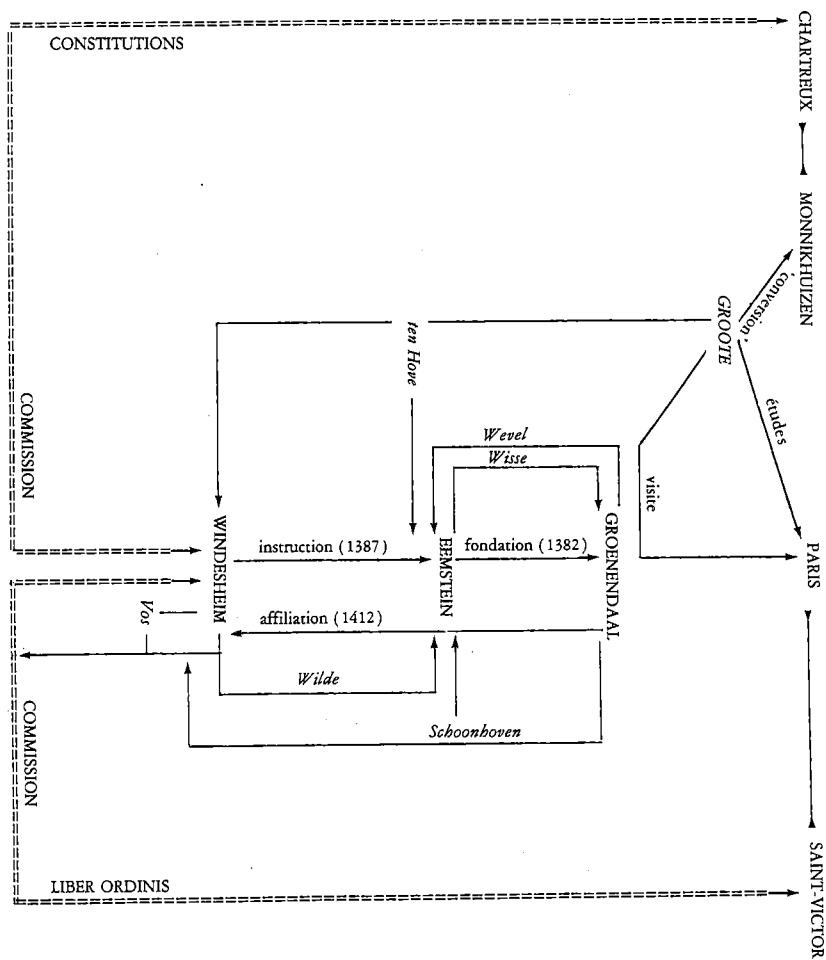 CONSTITUTIONS
CHARTREUX
MONNIKHUIZEN
'conversion'
GROOTE
études
ten Hove
COMMISSION
Wevel
Wisse
visite
WINDESHEIM
instruction (1387)
EEMSTEIN
fondation (1382)
GROENENDAAL
PARIS
Vos
affiliation (1412)
Wilde
Schoonhoven
COMMISSION
LIBER ORDINIS
SAINT-VICTOR